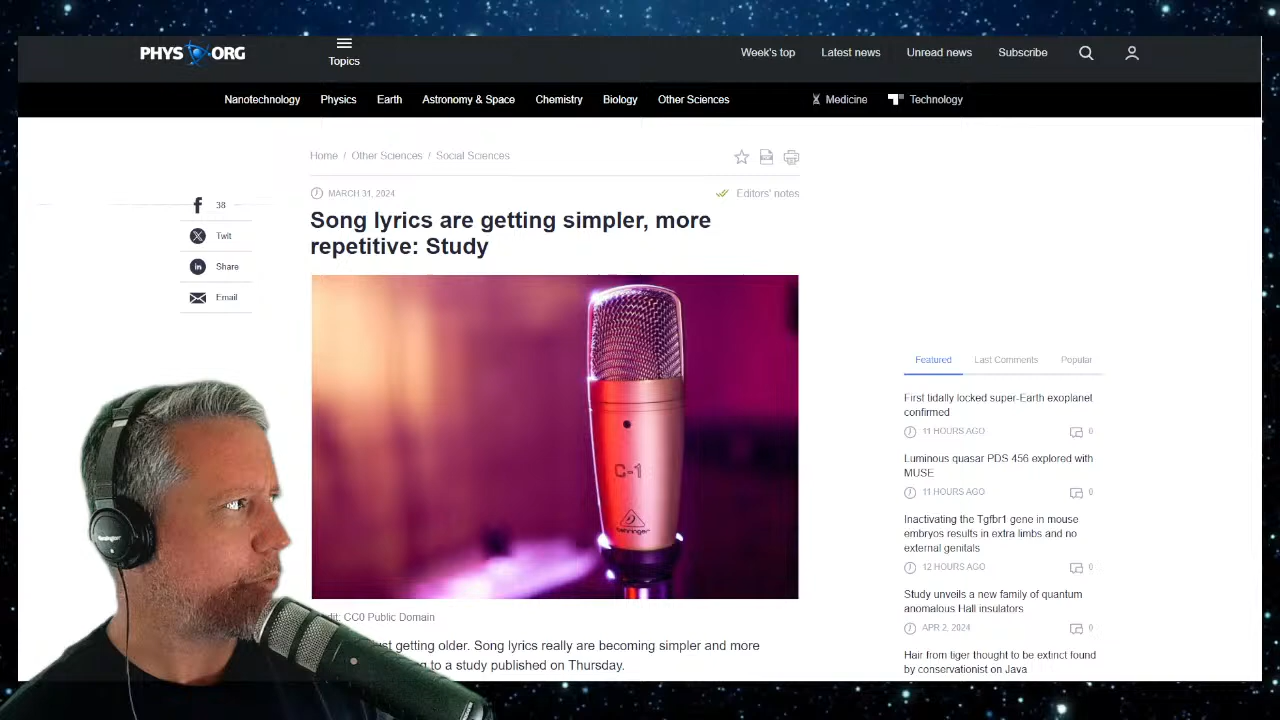 PHYS ORG
Topics
Week's top
Latest news
Unread news
Subscribe
Nanotechnology
Physics
Earth
Astronomy & Space
Chemistry
Biology
Other Sciences
Medicine
Technology
Home / Other Sciences / Social Sciences
MARCH 31, 2024
Editors' notes
38
Twit
Share
Email
Song lyrics are getting simpler, more
repetitive: Study
C-1
behringer
CC0 Public Domain
getting older. Song lyrics really are becoming simpler and more
to a study published on Thursday.
Featured
Last Comments
Popular
First tidally locked super-Earth exoplanet
confirmed
11 HOURS AGO
0
Luminous quasar PDS 456 explored with
MUSE
11 HOURS AGO
0
Inactivating the Tgfbr1 gene in mouse
embryos results in extra limbs and no
external genitals
12 HOURS AGO
0
Study unveils a new family of quantum
anomalous Hall insulators
APR 2, 2024
0
Hair from tiger thought to be extinct found
by conservationist on Java